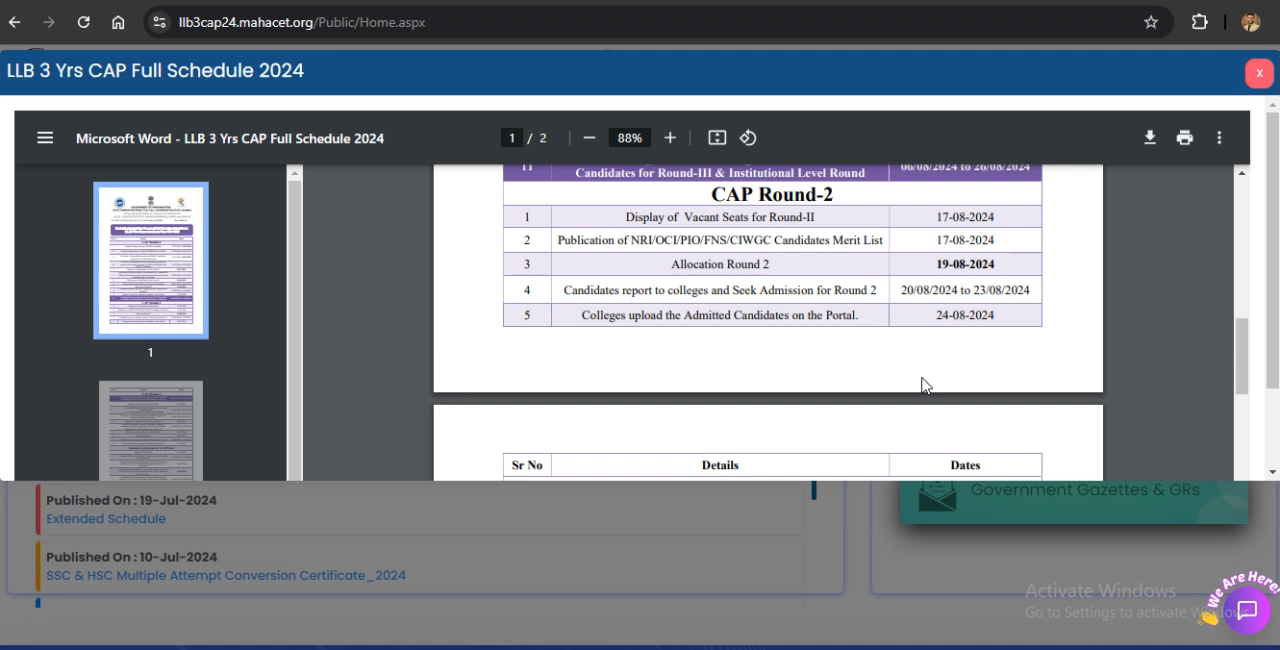 llb3cap24.mahacet.org/Public/Home.aspx
LLB 3 Yrs CAP Full Schedule 2024
x
Microsoft Word - LLB 3 Yrs CAP Full Schedule 2024
1 / 2
88%
11 Candidates for Round-III & Institutional Level Round 06/08/2024 to 26/08/2024
CAP Round-2
1 Display of Vacant Seats for Round-II 17-08-2024
2 Publication of NRI/OCI/PIO/FNS/CIWGC Candidates Merit List 17-08-2024
3 Allocation Round 2 19-08-2024
4 Candidates report to colleges and Seek Admission for Round 2 20/08/2024 to 23/08/2024
5 Colleges upload the Admitted Candidates on the Portal. 24-08-2024
1
Sr No Details Dates
Published On : 19-Jul-2024
Extended Schedule
Government Gazettes & GRs
Published On : 10-Jul-2024
SSC & HSC Multiple Attempt Conversion Certificate_2024
Activate Windows
Go to Settings to activate Windows.
We Are Here!